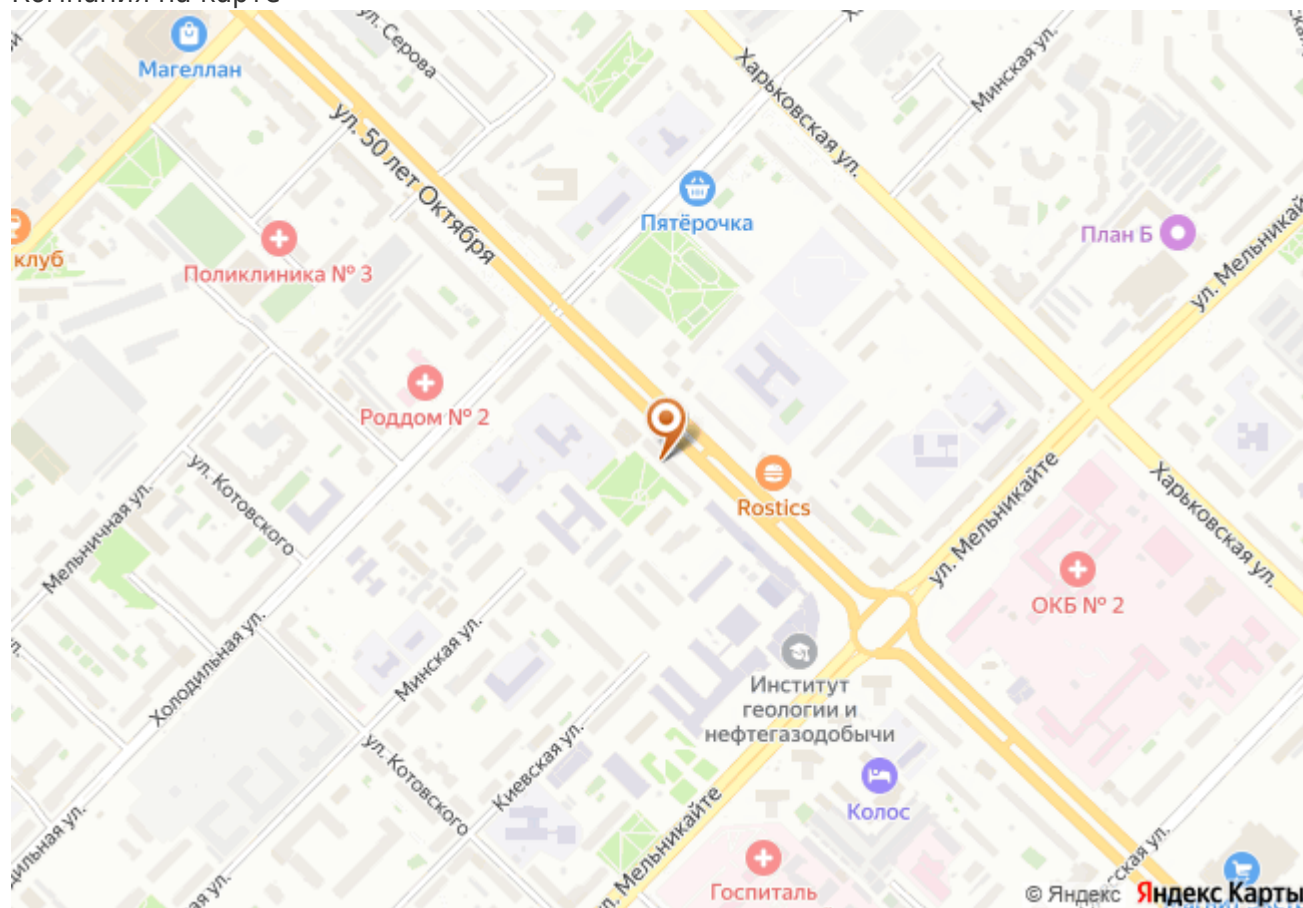 Компания на карте
Магеллан
ул. Серова
Харьковская ул.
Минская ул.
ул. 50 лет Октября
Пятёрочка
План Б
ул. Мельникайте
клуб
Поликлиника № 3
Роддом № 2
ул. Котовского
Мельничная ул.
Rostics
ул. Мельникайте
Харьковская ул.
ОКБ № 2
Холодильная ул.
Минская ул.
Институт
геологии и
нефтегазодобычи
ул. Котовского
Киевская ул.
Колос
ул. Мельникайте
Госпиталь
© Яндекс Яндекс Карты